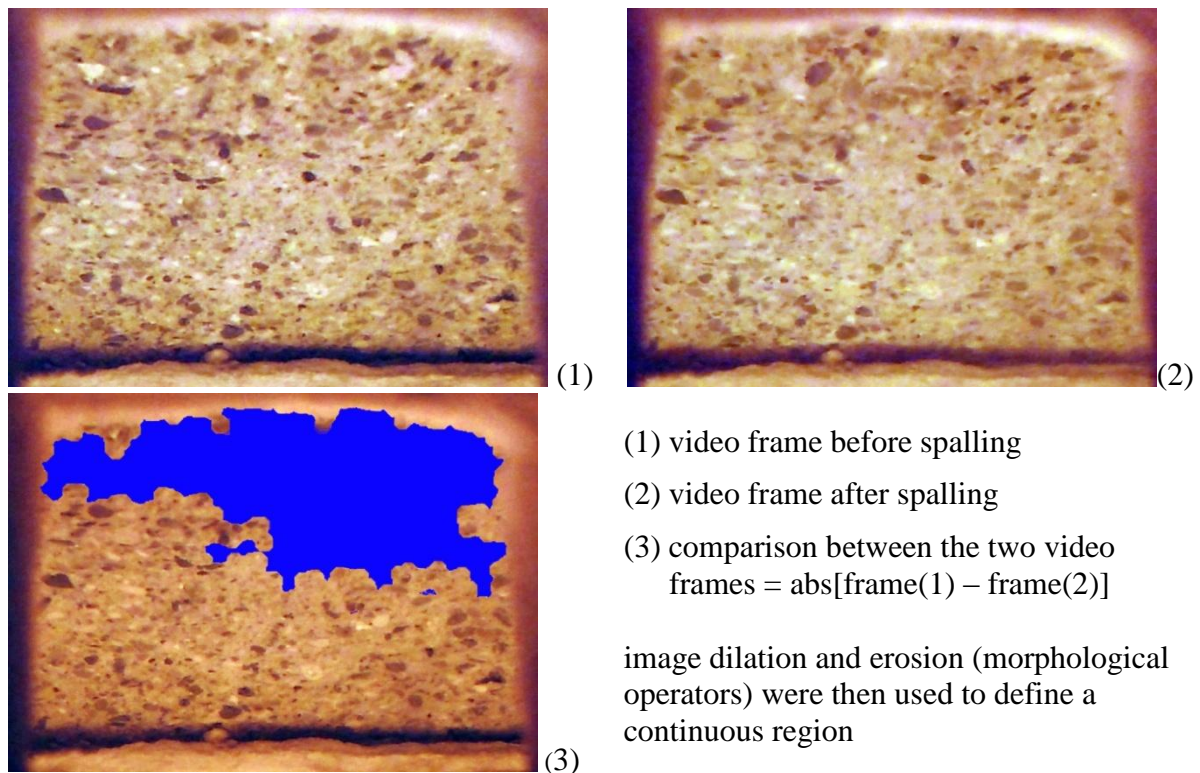 (1)
(2)
(3)
(1) video frame before spalling
(2) video frame after spalling
(3) comparison between the two video
frames = abs[frame(1) – frame(2)]
image dilation and erosion (morphological
operators) were then used to define a
continuous region